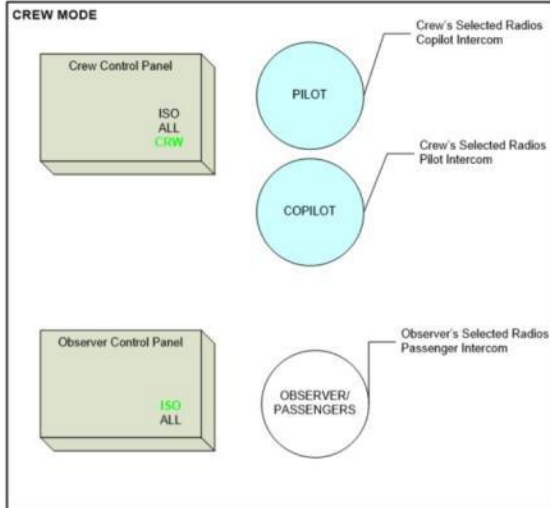 CREW MODE
Crew Control Panel
ISO
ALL
CRW
PILOT
Crew's Selected Radios
Copilot Intercom
COPILOT
Crew's Selected Radios
Pilot Intercom
Observer Control Panel
ISO
ALL
OBSERVER/
PASSENGERS
Observer's Selected Radios
Passenger Intercom